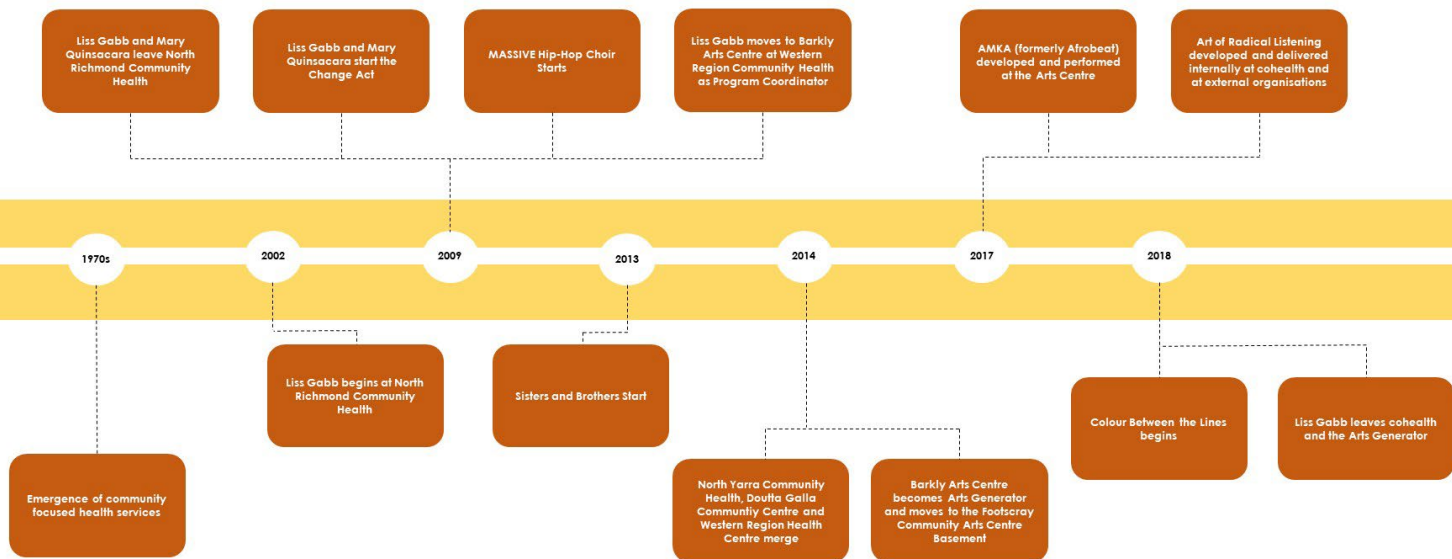 Liss Gabb and Mary
Quinsacara leave North
Richmond Community
Health
Liss Gabb and Mary
Quinsacara start the
Change Act
MASSIVE Hip-Hop Choir
Starts
Liss Gabb moves to Barkly
Arts Centre at Western
Region Community Health
as Program Coordinator
AMKA (formerly Afrobeat)
developed and performed
at the Arts Centre
Art of Radical Listening
developed and delivered
internally at cohealth and
at external organisations
1970s
2002
2009
2013
2014
2017
2018
Liss Gabb begins at North
Richmond Community
Health
Sisters and Brothers Start
Colour Between the Lines
begins
Liss Gabb leaves cohealth
and the Arts Generator
Emergence of community
focused health services
North Yarra Community
Health, Doutta Galla
Communtiy Centre and
Western Region Health
Centre merge
Barkly Arts Centre
becomes Arts Generator
and moves to the Footscray
Community Arts Centre
Basement